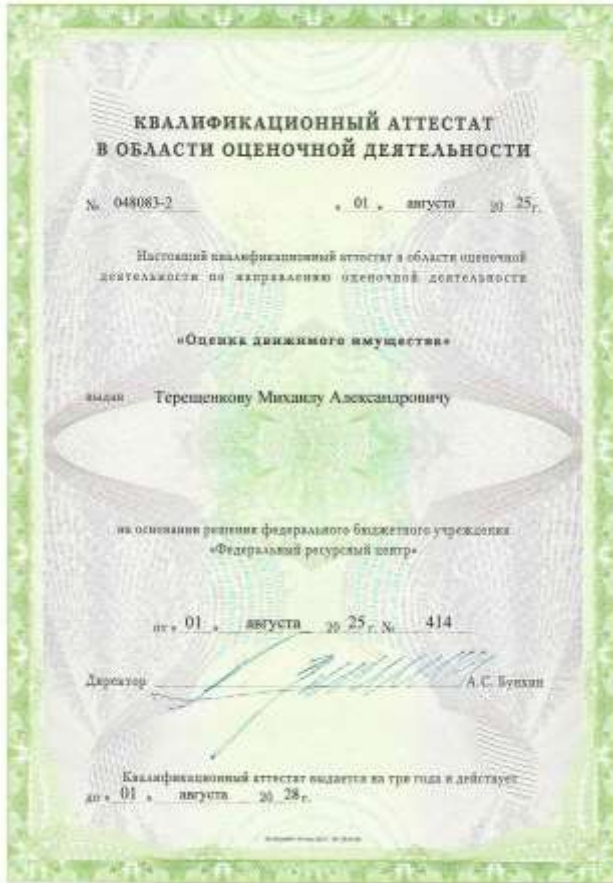 КВАЛИФИКАЦИОННЫЙ АТТЕСТАТ
В ОБЛАСТИ ОЦЕНОЧНОЙ ДЕЯТЕЛЬНОСТИ
№ 048083-2 « 01 » августа 20 25 г.
Настоящий квалификационный аттестат в области оценочной
деятельности по направлению оценочной деятельности
«Оценка движимого имущества»
выдан Терещенкову Михаилу Александровичу
на основании решения федерального бюджетного учреждения
«Федеральный ресурсный центр»
от « 01 » августа 20 25 г. № 414
Директор А.С. Бункин
Квалификационный аттестат выдается на три года и действует
до « 01 » августа 20 28 г.